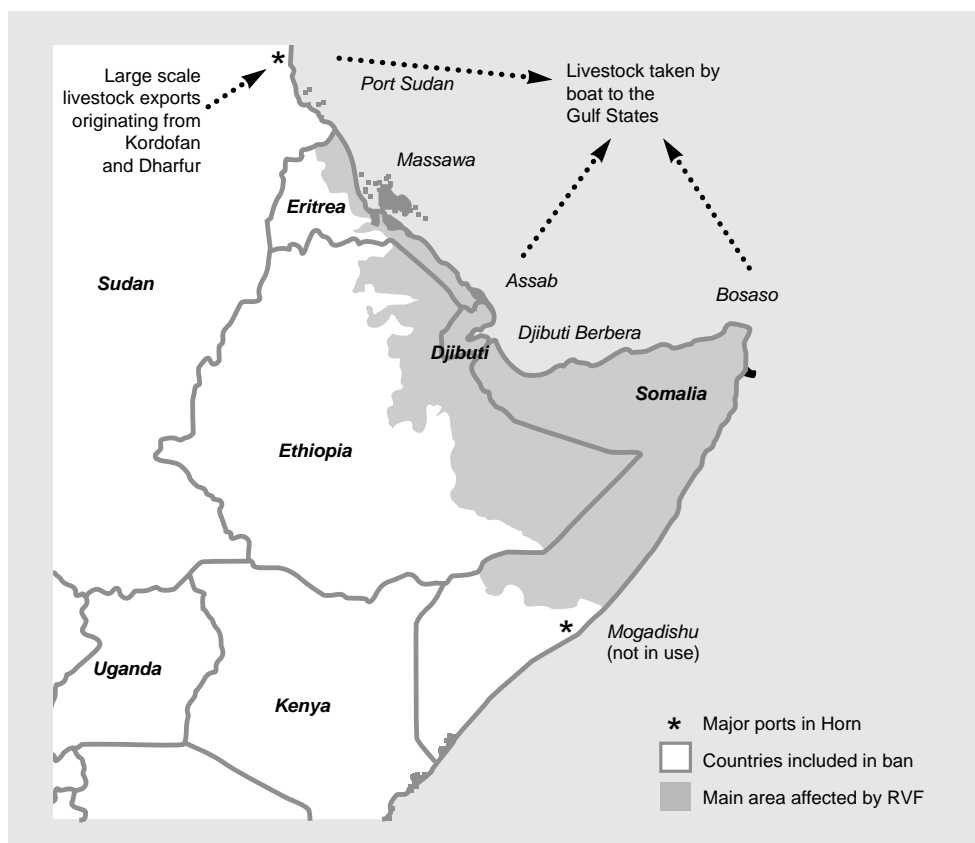 *
Large scale
livestock exports
originating from
Kordofan
and Dharfur
Port Sudan
Livestock taken by
boat to the
Gulf States
Massawa
Eritrea
Sudan
Assab
Bosaso
Djibuti Berbera
Djibuti
Somalia
Ethiopia
*
Mogadishu
(not in use)
Uganda
Kenya
* Major ports in Horn
Countries included in ban
Main area affected by RVF